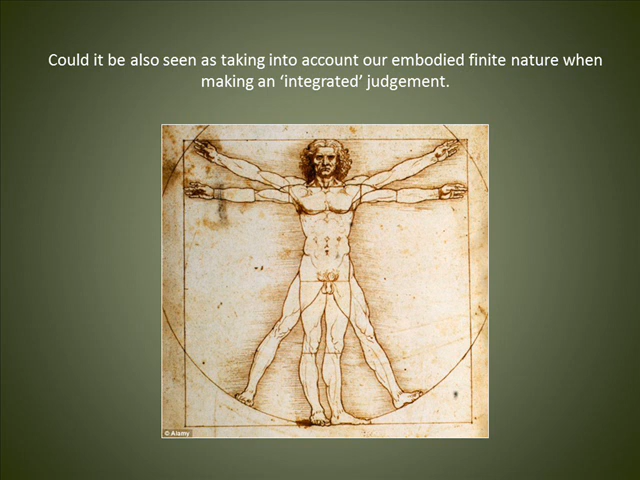 Could it be also seen as taking into account our embodied finite nature when
making an ‘integrated’ judgement.
© Alamy